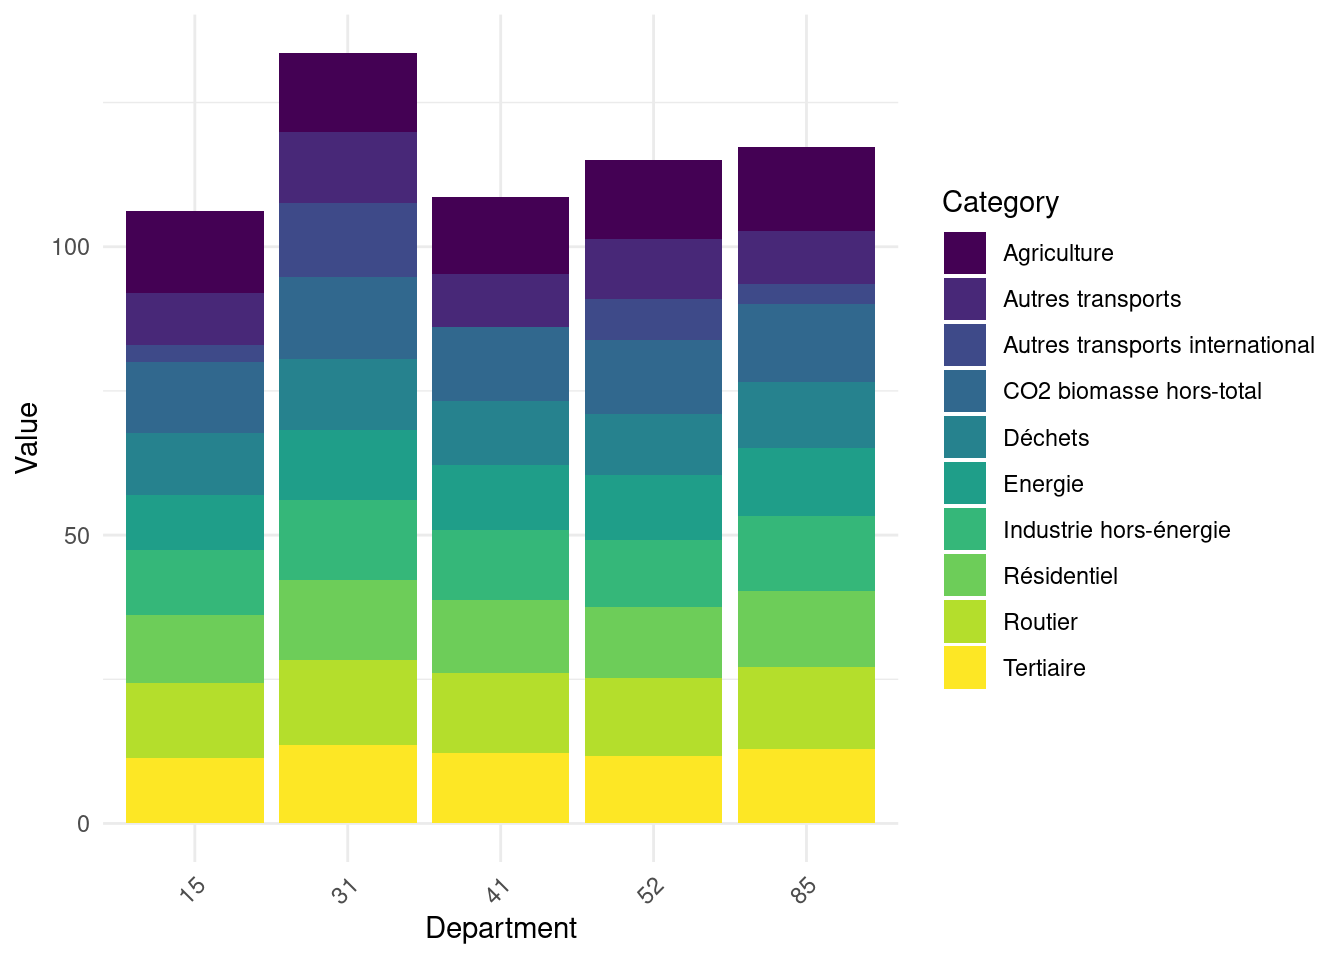 Value
100
50
0
15
31
41
52
85
Department
Category
Agriculture
Autres transports
Autres transports international
CO2 biomasse hors-total
Déchets
Energie
Industrie hors-énergie
Résidentiel
Routier
Tertiaire